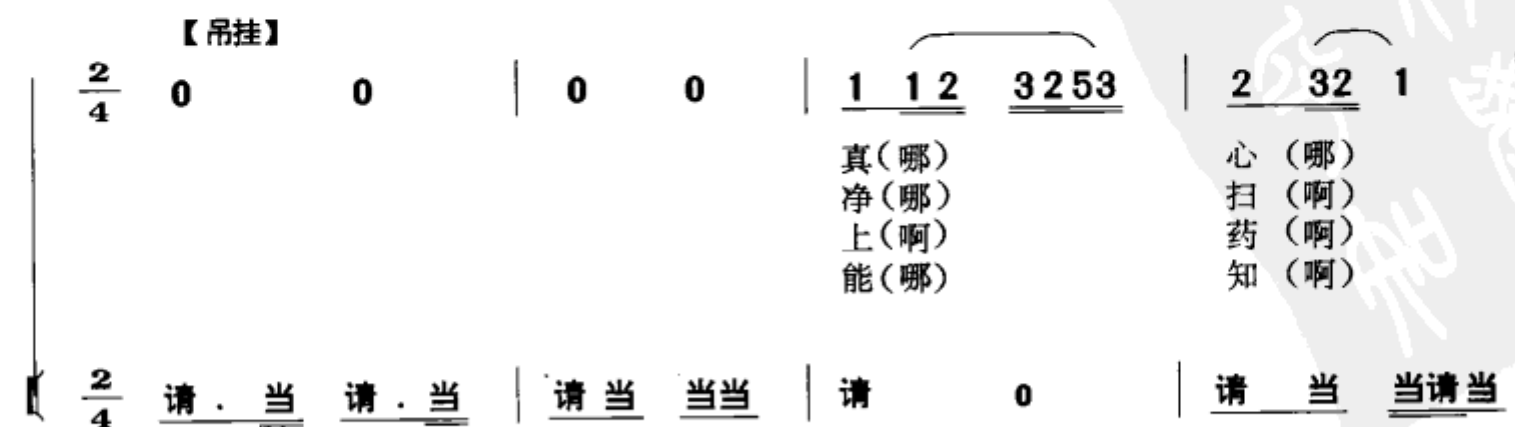 【吊挂】
2/4 0 0 | 0 0 | 1 1 2 3 2 5 3 | 2 3 2 1
真(哪) 心(哪)
净(哪) 扫(啊)
上(啊) 药(啊)
能(哪) 知(啊)
2/4 请 . 当 请 . 当 | 请 当 当当 | 请 0 | 请 当 当请当